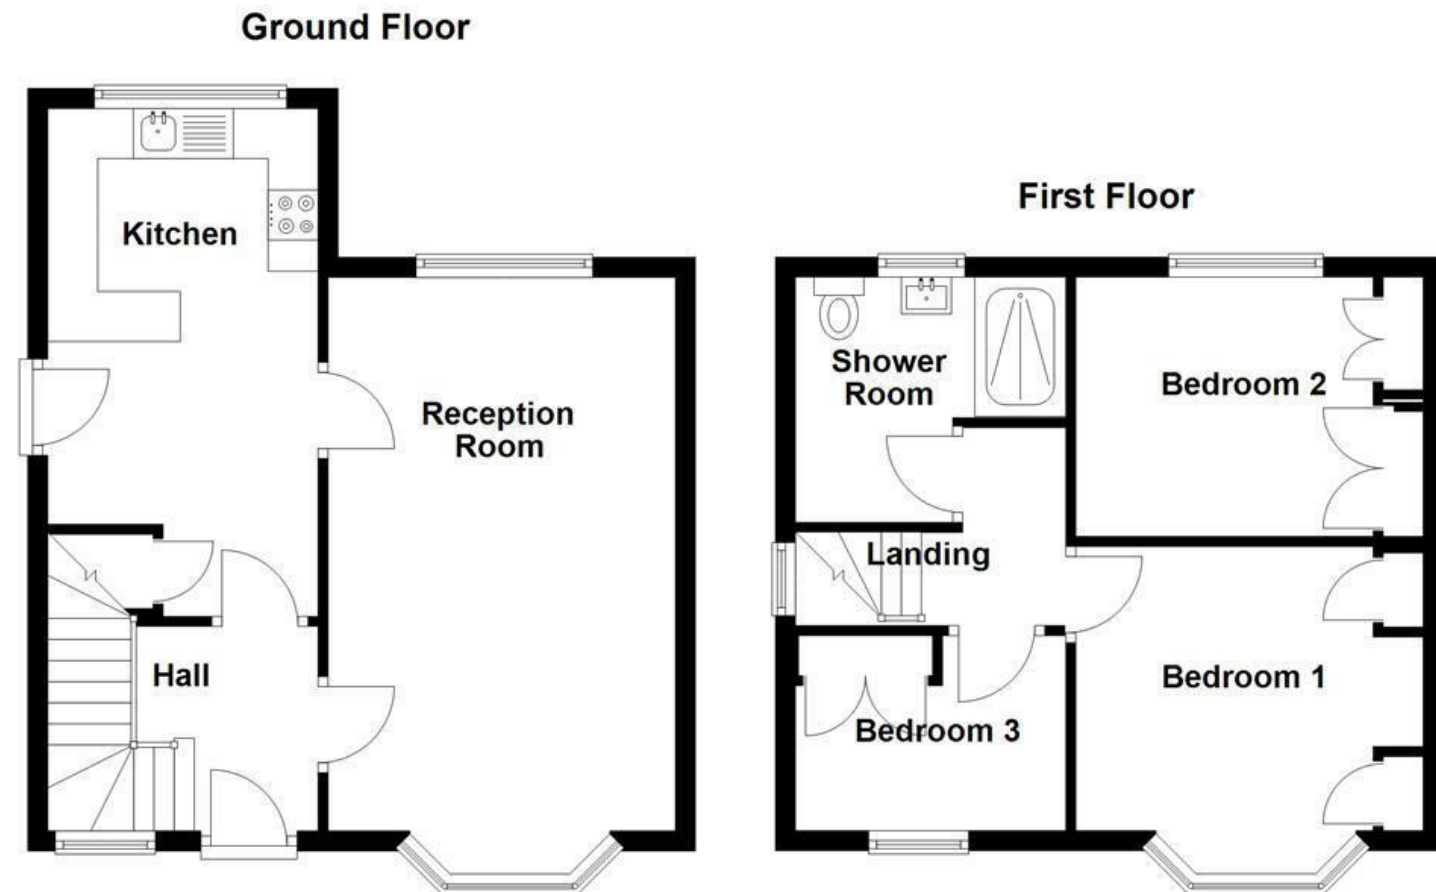 Ground Floor
Kitchen
Reception
Room
Hall
First Floor
Shower
Room
Bedroom 2
Landing
Bedroom 1
Bedroom 3